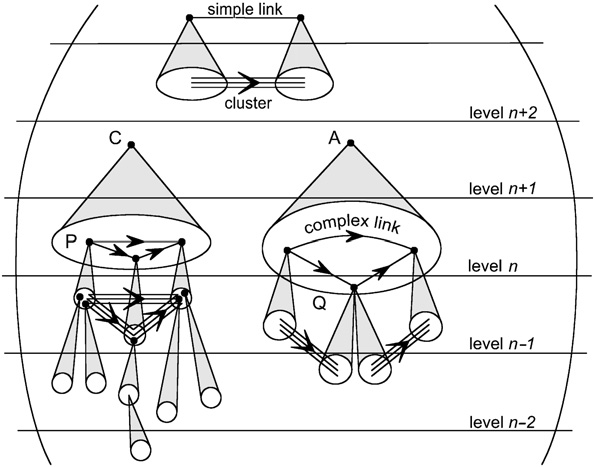 simple link
cluster
level n+2
C
A
level n+1
complex link
P
level n
Q
level n–1
level n–2